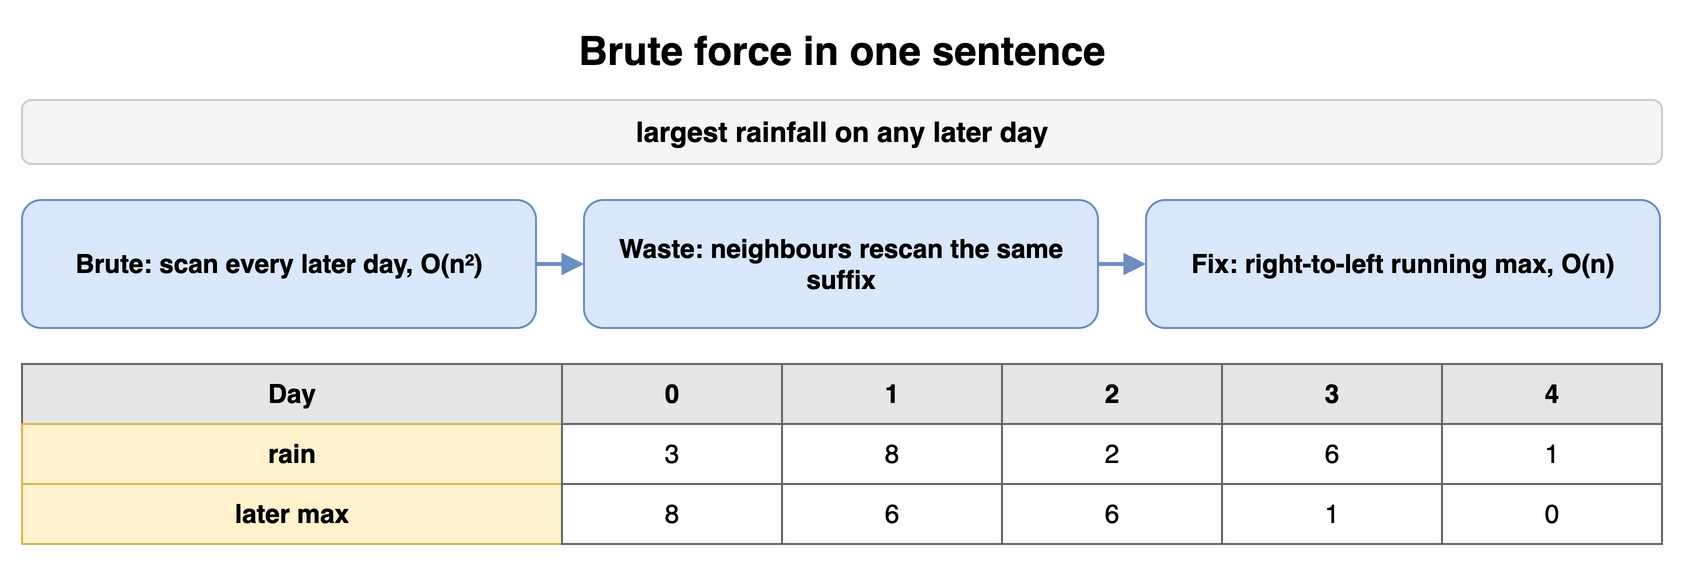 Brute force in one sentence
largest rainfall on any later day
Brute: scan every later day, O(n²)
Waste: neighbours rescan the same
suffix
Fix: right-to-left running max, O(n)
Day 0 1 2 3 4
rain 3 8 2 6 1
later max 8 6 6 1 0